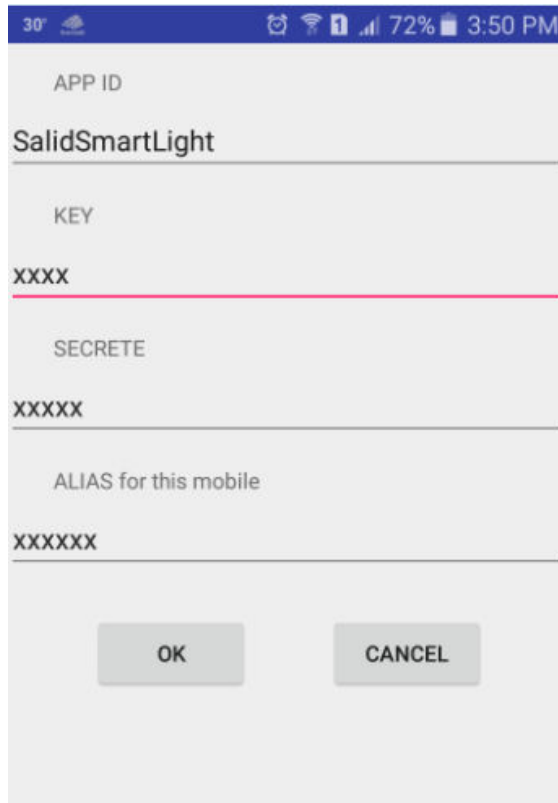 30° 1 72% 3:50 PM
APP ID
SalidSmartLight
KEY
xxxx
SECRETE
xxxxx
ALIAS for this mobile
xxxxxx
OK CANCEL